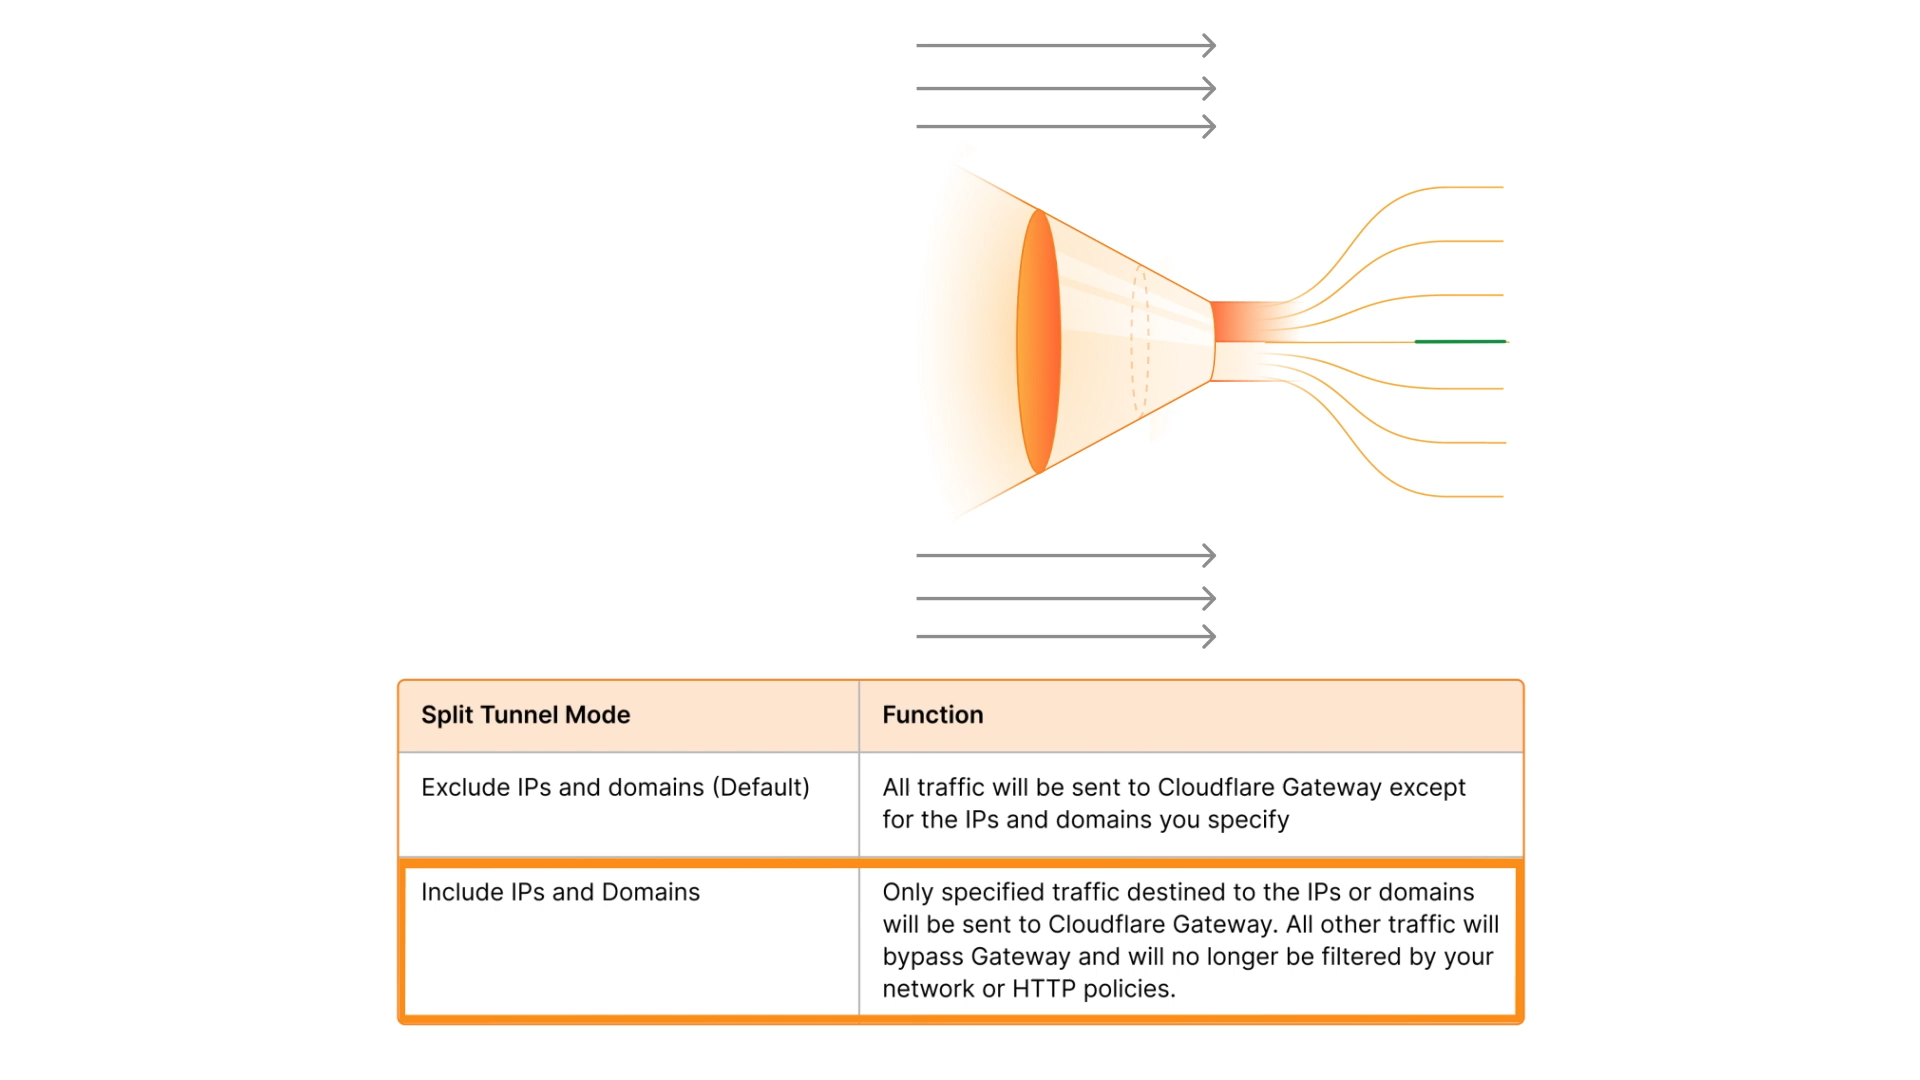 Split Tunnel Mode
Function
Exclude IPs and domains (Default)
All traffic will be sent to Cloudflare Gateway except
for the IPs and domains you specify
Include IPs and Domains
Only specified traffic destined to the IPs or domains
will be sent to Cloudflare Gateway. All other traffic will
bypass Gateway and will no longer be filtered by your
network or HTTP policies.